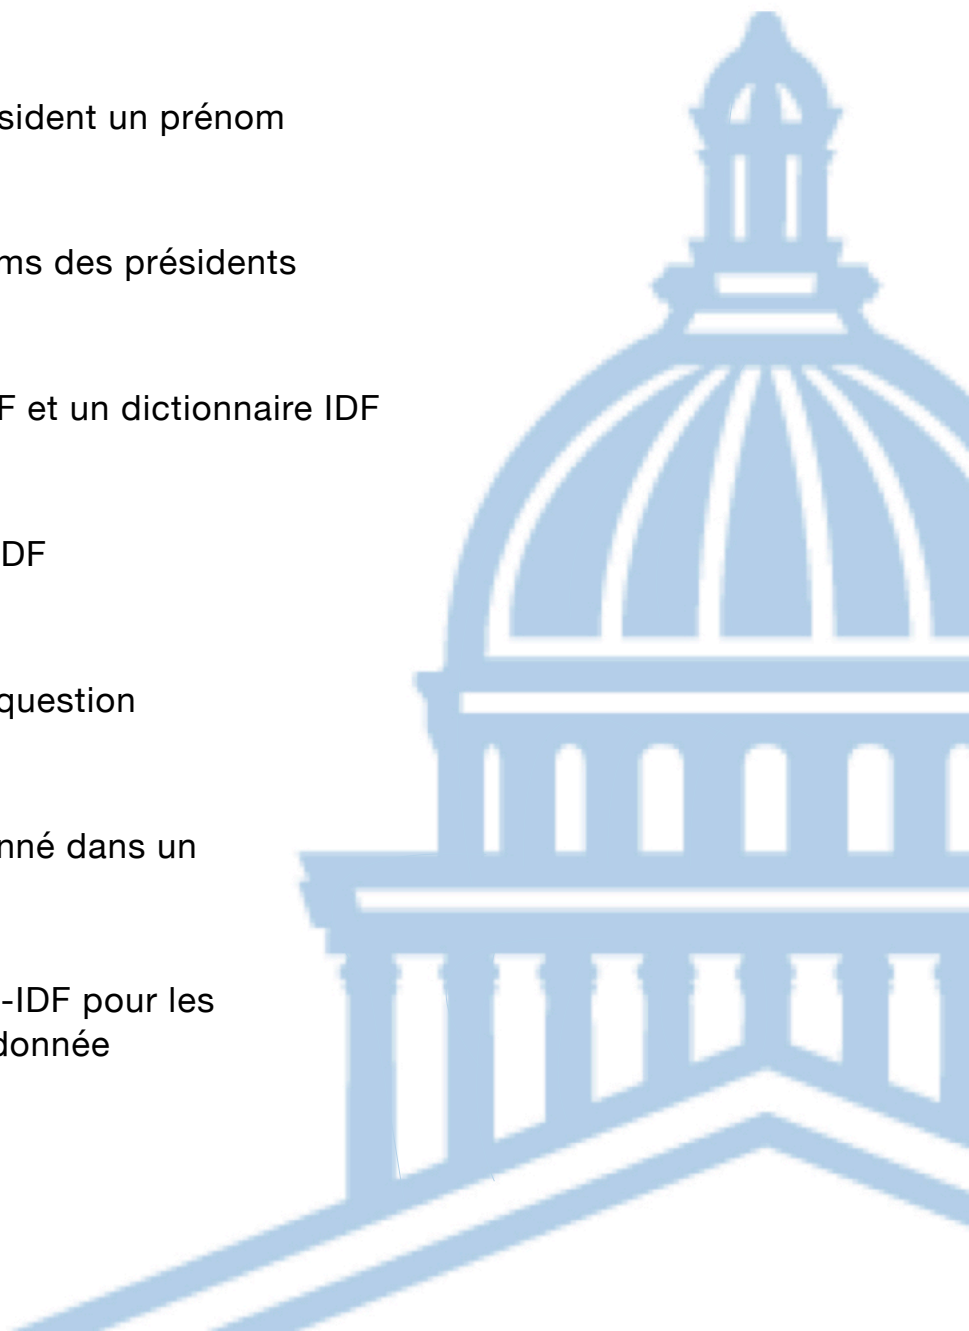 sident un prénom
ms des présidents
F et un dictionnaire IDF
DF
question
nné dans un
-IDF pour les
donnée